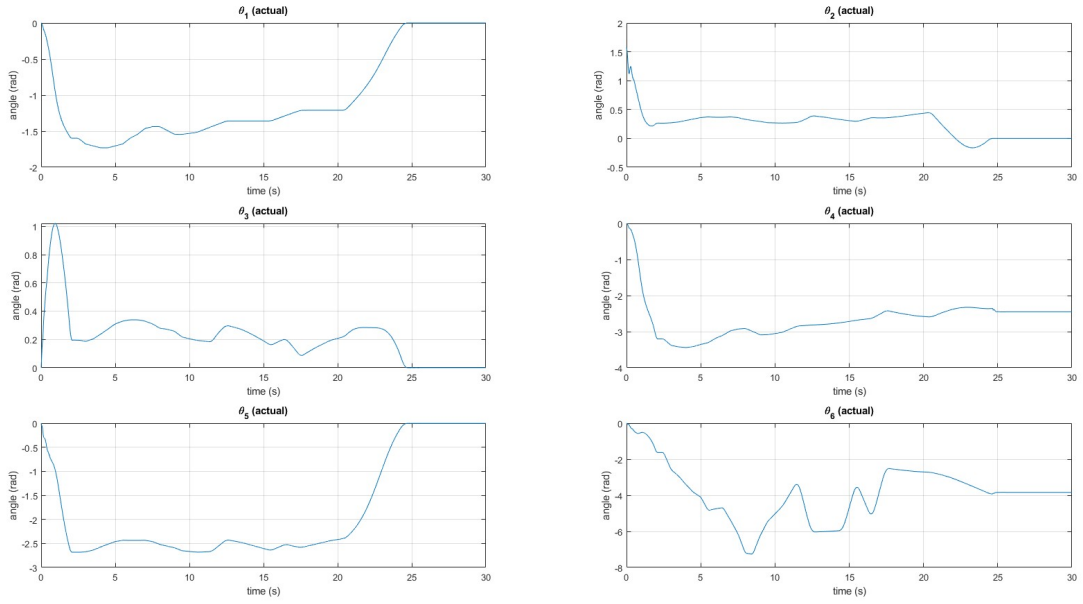 θ1 (actual)
0
-0.5
-1
-1.5
-2
angle (rad)
0 5 10 15 20 25 30
time (s)
θ2 (actual)
2
1.5
1
0.5
0
-0.5
angle (rad)
0 5 10 15 20 25 30
time (s)
θ3 (actual)
1
0.8
0.6
0.4
0.2
0
angle (rad)
0 5 10 15 20 25 30
time (s)
θ4 (actual)
0
-1
-2
-3
-4
angle (rad)
0 5 10 15 20 25 30
time (s)
θ5 (actual)
0
-0.5
-1
-1.5
-2
-2.5
-3
angle (rad)
0 5 10 15 20 25 30
time (s)
θ6 (actual)
0
-2
-4
-6
-8
angle (rad)
0 5 10 15 20 25 30
time (s)